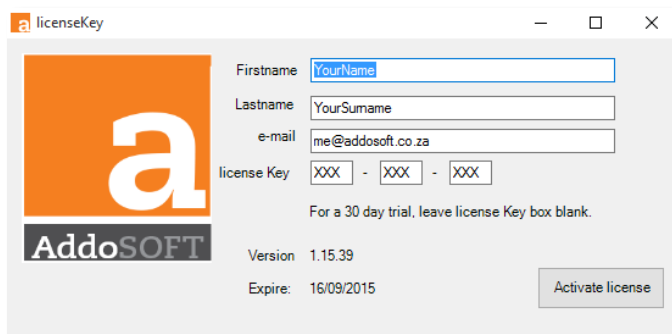 a licenseKey
a
AddoSOFT
Firstname YourName
Lastname YourSurname
e-mail me@addosoft.co.za
license Key XXX - XXX - XXX
For a 30 day trial, leave license Key box blank.
Version 1.15.39
Expire: 16/09/2015
Activate license